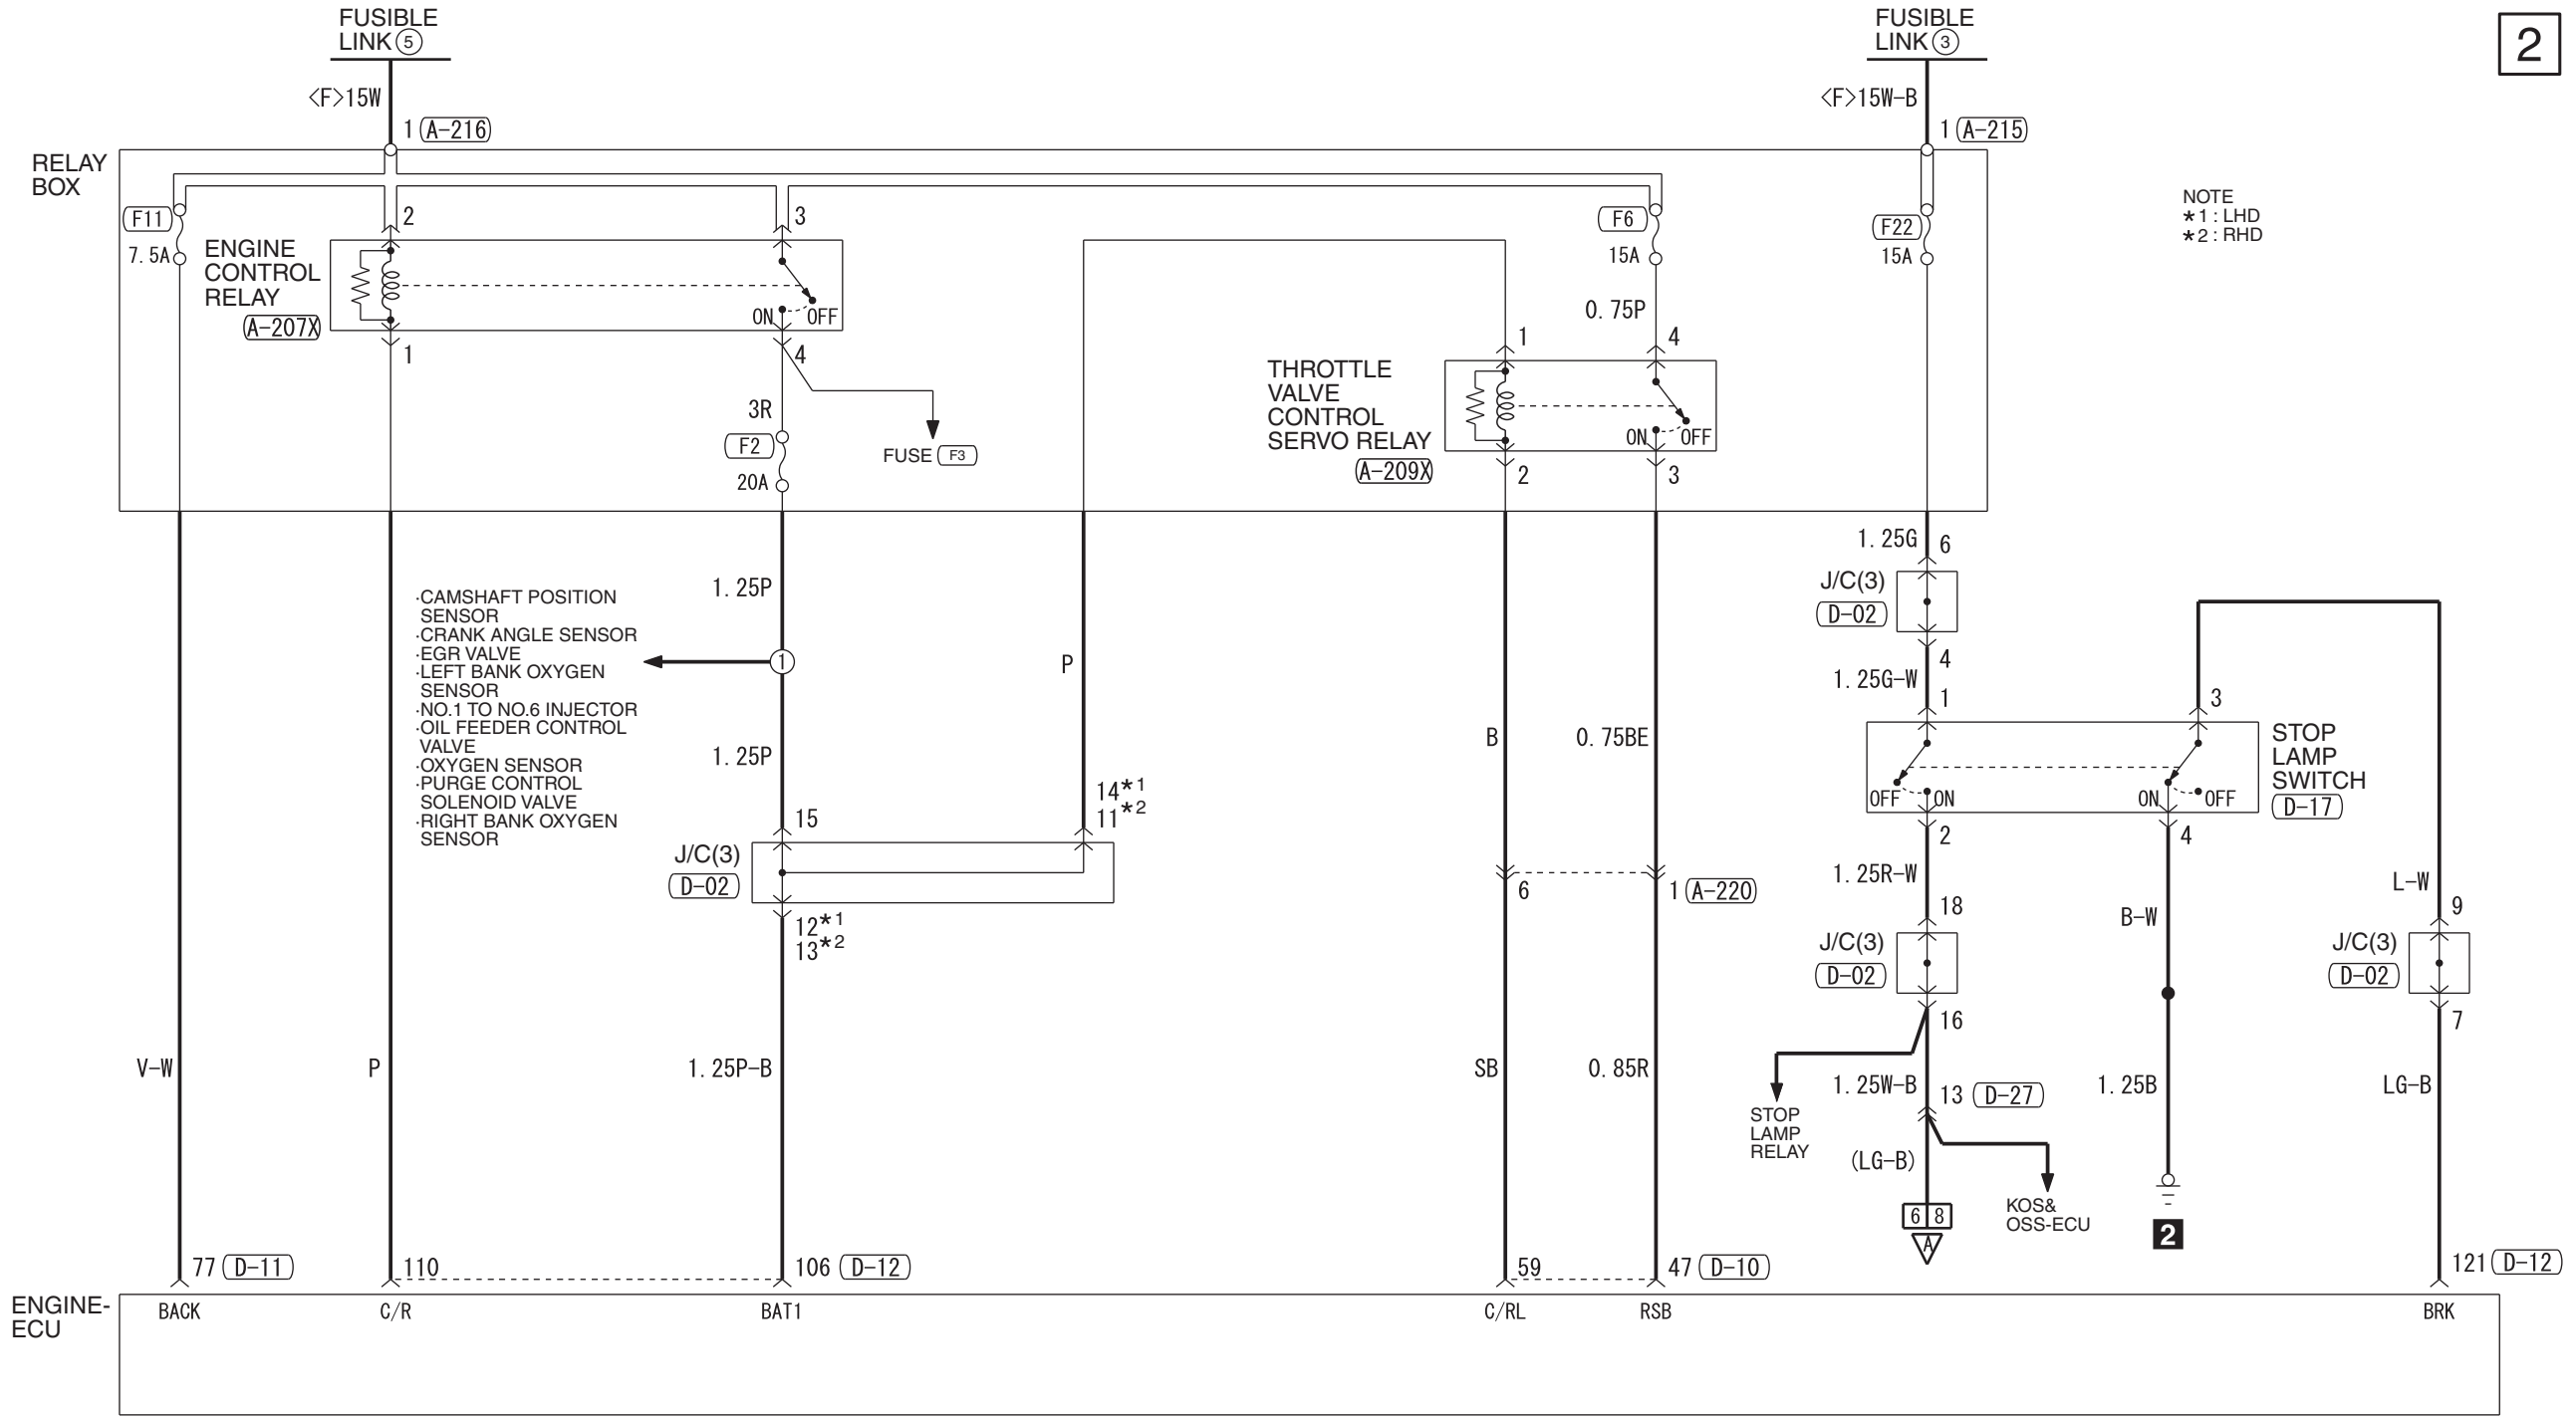 FUSIBLE
LINK 5
FUSIBLE
LINK 3
2
<F>15W
1 A-216
<F>15W-B
1 A-215
RELAY
BOX
NOTE
*1 : LHD
*2 : RHD
F11
7.5A
2
3
F6
15A
F22
15A
ENGINE
CONTROL
RELAY
A-207X
ON OFF
1
4
0.75P
1
4
3R
F2
20A
FUSE F3
THROTTLE
VALVE
CONTROL
SERVO RELAY
A-209X
ON OFF
2
3
1.25G
6
J/C(3)
D-02
4
1.25G-W
1
3
1.25P
·CAMSHAFT POSITION
SENSOR
·CRANK ANGLE SENSOR
·EGR VALVE
·LEFT BANK OXYGEN
SENSOR
·NO.1 TO NO.6 INJECTOR
·OIL FEEDER CONTROL
VALVE
·OXYGEN SENSOR
·PURGE CONTROL
SOLENOID VALVE
·RIGHT BANK OXYGEN
SENSOR
1
P
1.25P
B
0.75BE
STOP
LAMP
SWITCH
D-17
OFF ON
ON OFF
2
4
15
14*1
11*2
J/C(3)
D-02
12*1
13*2
6
1 A-220
1.25R-W
18
J/C(3)
D-02
16
B-W
L-W
9
J/C(3)
D-02
7
V-W
P
1.25P-B
SB
0.85R
STOP
LAMP
RELAY
1.25W-B
13 D-27
(LG-B)
KOS&
OSS-ECU
6 8
A
1.25B
2
LG-B
77 D-11
110
106 D-12
59
47 D-10
121 D-12
ENGINE-
ECU
BACK
C/R
BAT1
C/RL
RSB
BRK